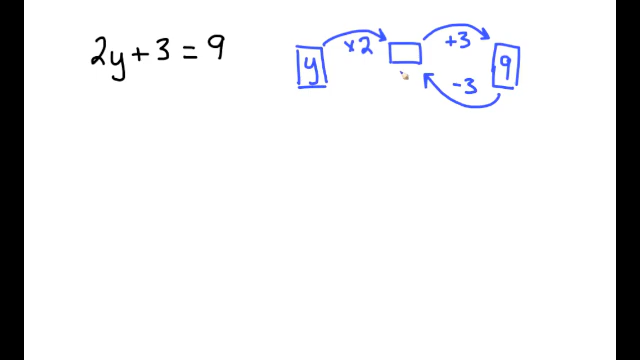 2y + 3 = 9
y ×2 +3 9
-3